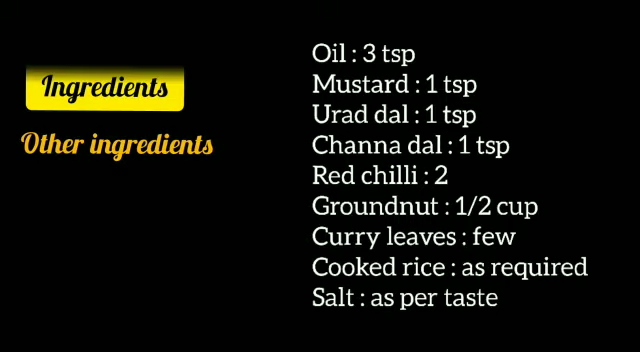 Ingredients
Other ingredients
Oil : 3 tsp
Mustard : 1 tsp
Urad dal : 1 tsp
Channa dal : 1 tsp
Red chilli : 2
Groundnut : 1/2 cup
Curry leaves : few
Cooked rice : as required
Salt : as per taste